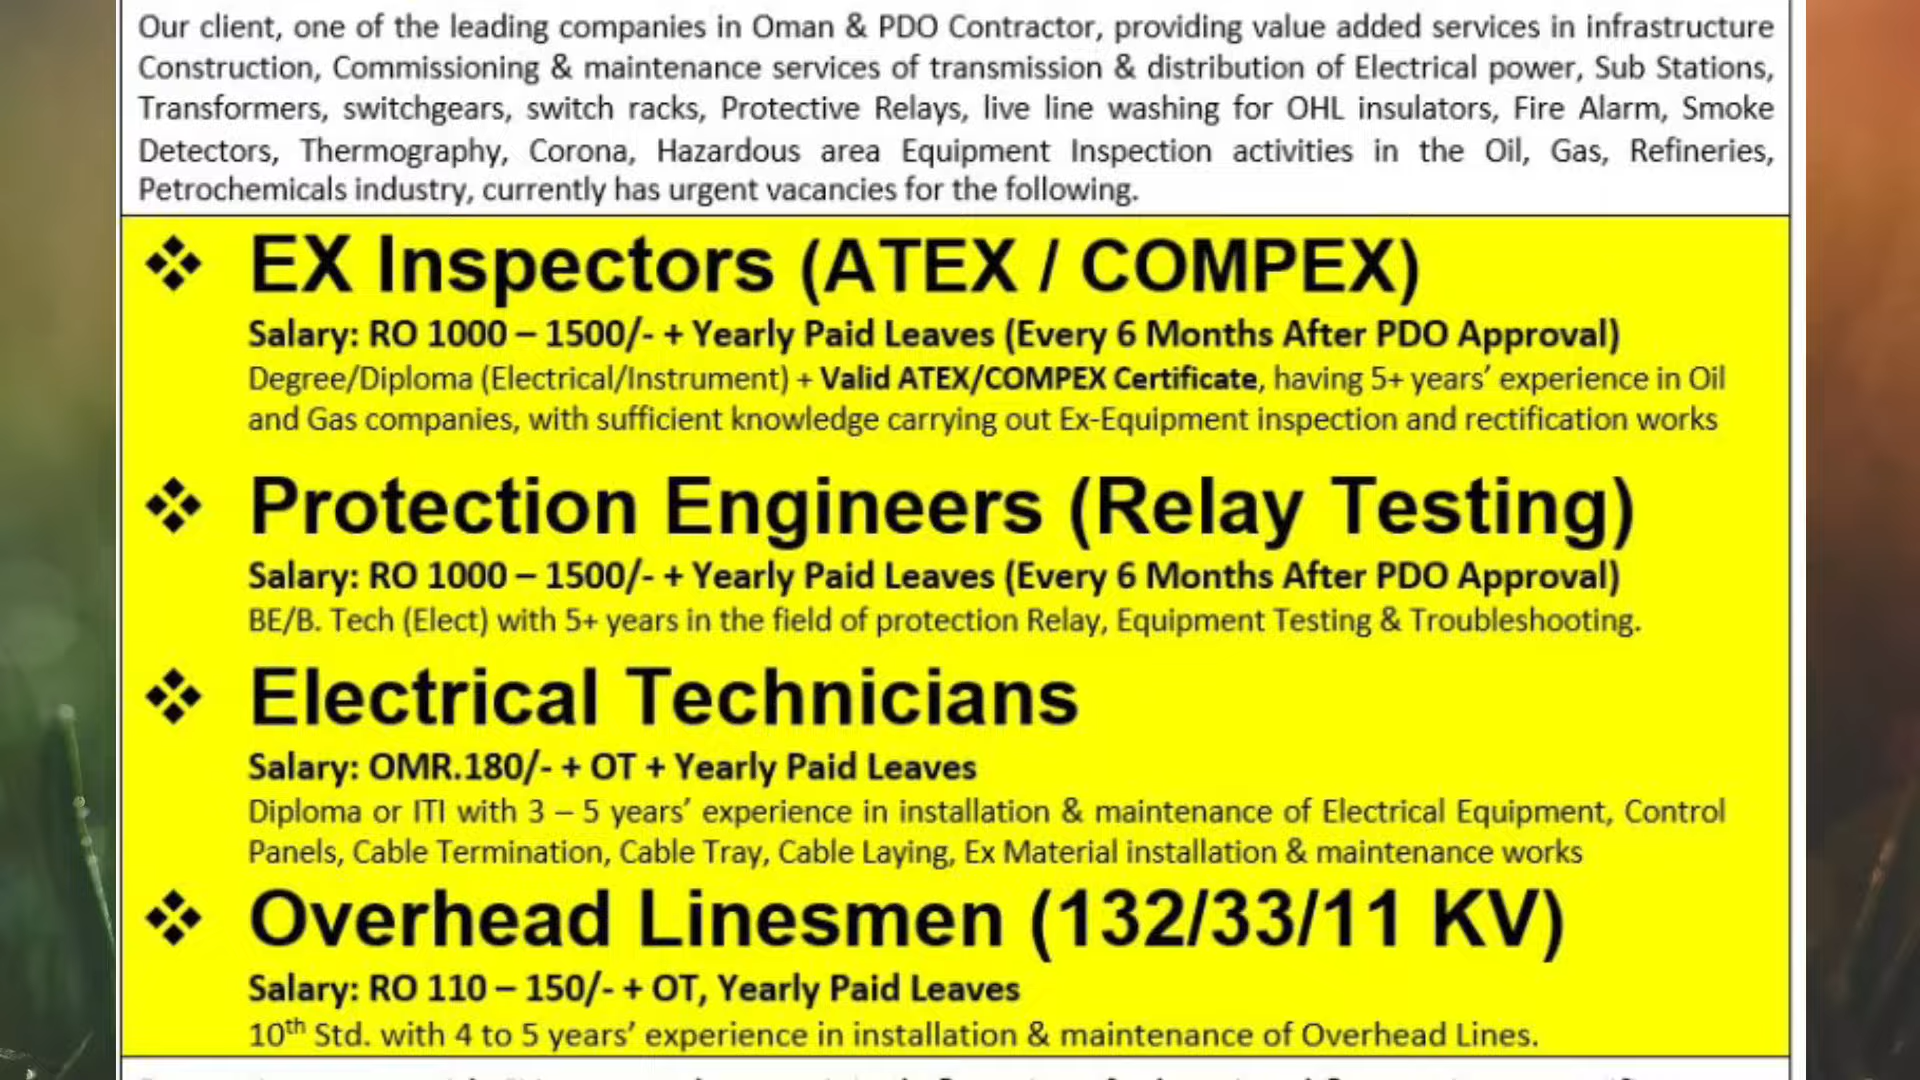 Our client, one of the leading companies in Oman & PDO Contractor, providing value added services in infrastructure
Construction, Commissioning & maintenance services of transmission & distribution of Electrical power, Sub Stations,
Transformers, switchgears, switch racks, Protective Relays, live line washing for OHL insulators, Fire Alarm, Smoke
Detectors, Thermography, Corona, Hazardous area Equipment Inspection activities in the Oil, Gas, Refineries,
Petrochemicals industry, currently has urgent vacancies for the following.
❖ EX Inspectors (ATEX / COMPEX)
Salary: RO 1000 – 1500/- + Yearly Paid Leaves (Every 6 Months After PDO Approval)
Degree/Diploma (Electrical/Instrument) + Valid ATEX/COMPEX Certificate, having 5+ years’ experience in Oil
and Gas companies, with sufficient knowledge carrying out Ex-Equipment inspection and rectification works
❖ Protection Engineers (Relay Testing)
Salary: RO 1000 – 1500/- + Yearly Paid Leaves (Every 6 Months After PDO Approval)
BE/B. Tech (Elect) with 5+ years in the field of protection Relay, Equipment Testing & Troubleshooting.
❖ Electrical Technicians
Salary: OMR.180/- + OT + Yearly Paid Leaves
Diploma or ITI with 3 – 5 years’ experience in installation & maintenance of Electrical Equipment, Control
Panels, Cable Termination, Cable Tray, Cable Laying, Ex Material installation & maintenance works
❖ Overhead Linesmen (132/33/11 KV)
Salary: RO 110 – 150/- + OT, Yearly Paid Leaves
10th Std. with 4 to 5 years’ experience in installation & maintenance of Overhead Lines.